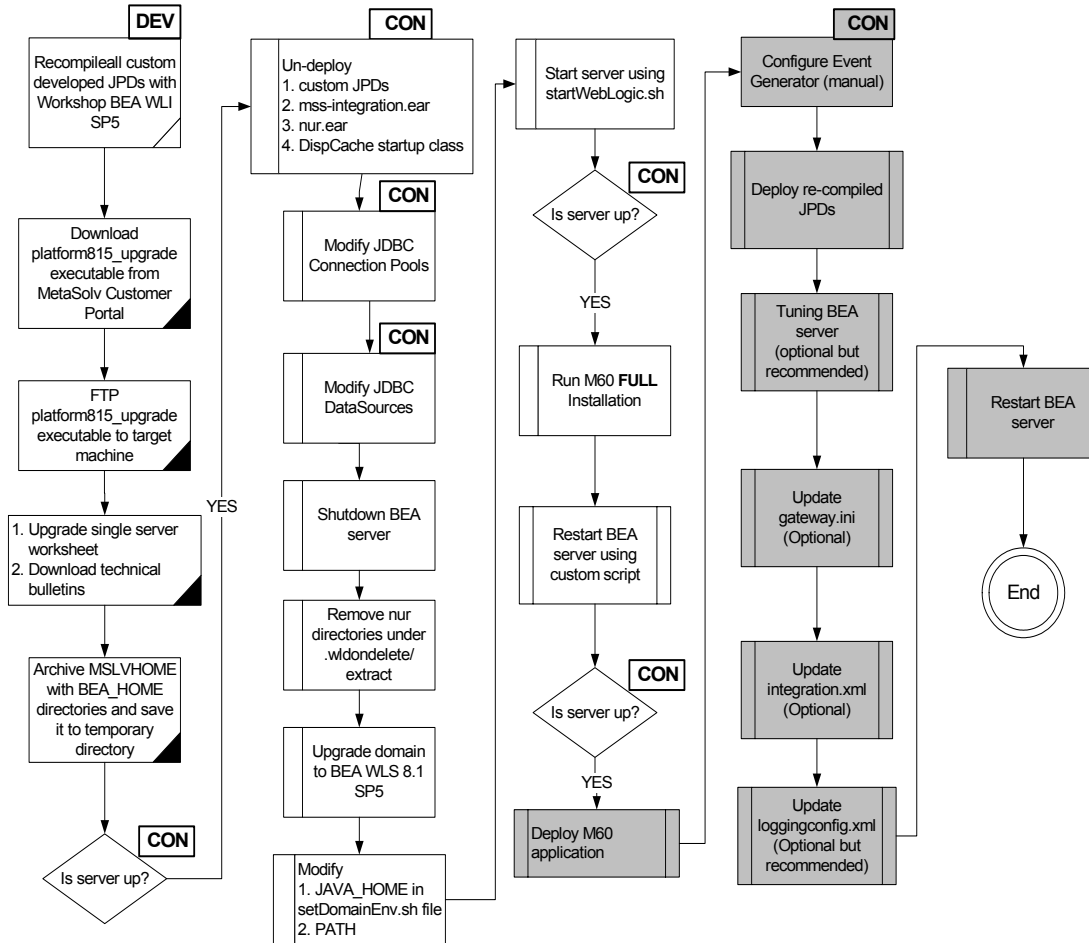 DEV
Recompileall custom
developed JPDs with
Workshop BEA WLI
SP5
Download
platform815_upgrade
executable from
MetaSolv Customer
Portal
FTP
platform815_upgrade
executable to target
machine
1. Upgrade single server
worksheet
2. Download technical
bulletins
Archive MSLVHOME
with BEA_HOME
directories and save
it to temporary
directory
CON
Is server up?
YES
CON
Un-deploy
1. custom JPDs
2. mss-integration.ear
3. nur.ear
4. DispCache startup class
CON
Modify JDBC
Connection Pools
CON
Modify JDBC
DataSources
Shutdown BEA
server
Remove nur
directories under
.wldondelete/
extract
Upgrade domain
to BEA WLS 8.1
SP5
Modify
1. JAVA_HOME in
setDomainEnv.sh file
2. PATH
Start server using
startWebLogic.sh
CON
Is server up?
YES
Run M60 FULL
Installation
Restart BEA
server using
custom script
CON
Is server up?
YES
Deploy M60
application
CON
Configure Event
Generator (manual)
Deploy re-compiled
JPDs
Tuning BEA
server
(optional but
recommended)
Update
gateway.ini
(Optional)
Update
integration.xml
(Optional)
Update
loggingconfig.xml
(Optional but
recommended)
Restart BEA
server
End